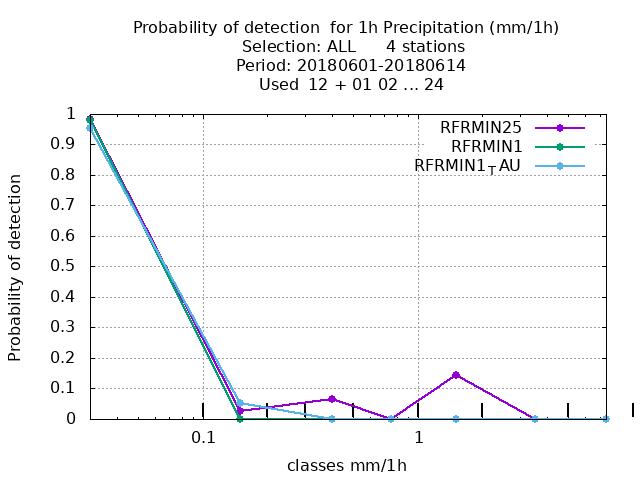 Probability of detection  for 1h Precipitation (mm/1h)
Selection: ALL      4 stations
Period: 20180601-20180614
Used  12 + 01 02 ... 24
RFRMIN25
RFRMIN1
RFRMIN1TAU
Probability of detection
1
0.9
0.8
0.7
0.6
0.5
0.4
0.3
0.2
0.1
0
0.1
1
classes mm/1h